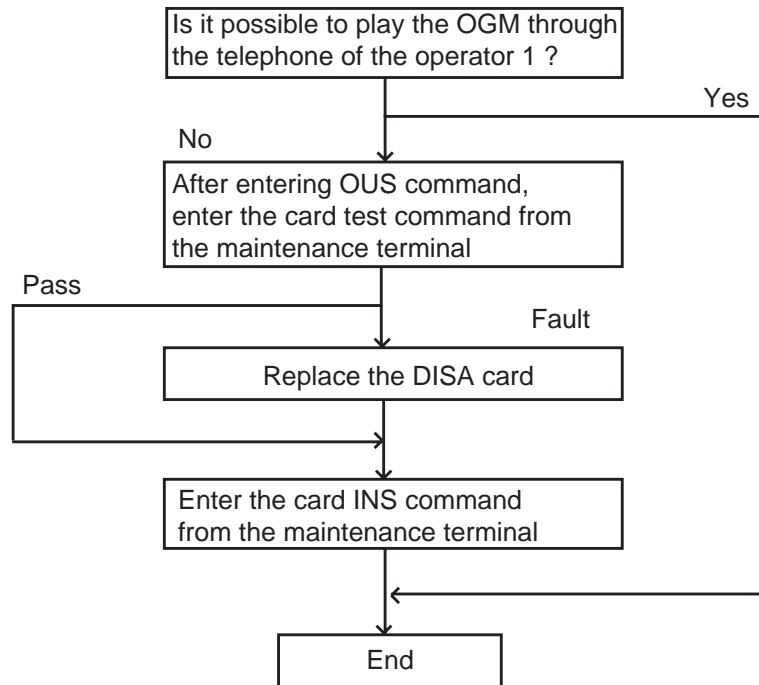 Is it possible to play the OGM through
the telephone of the operator 1 ?
Yes
No
After entering OUS command,
enter the card test command from
the maintenance terminal
Pass
Fault
Replace the DISA card
Enter the card INS command
from the maintenance terminal
End